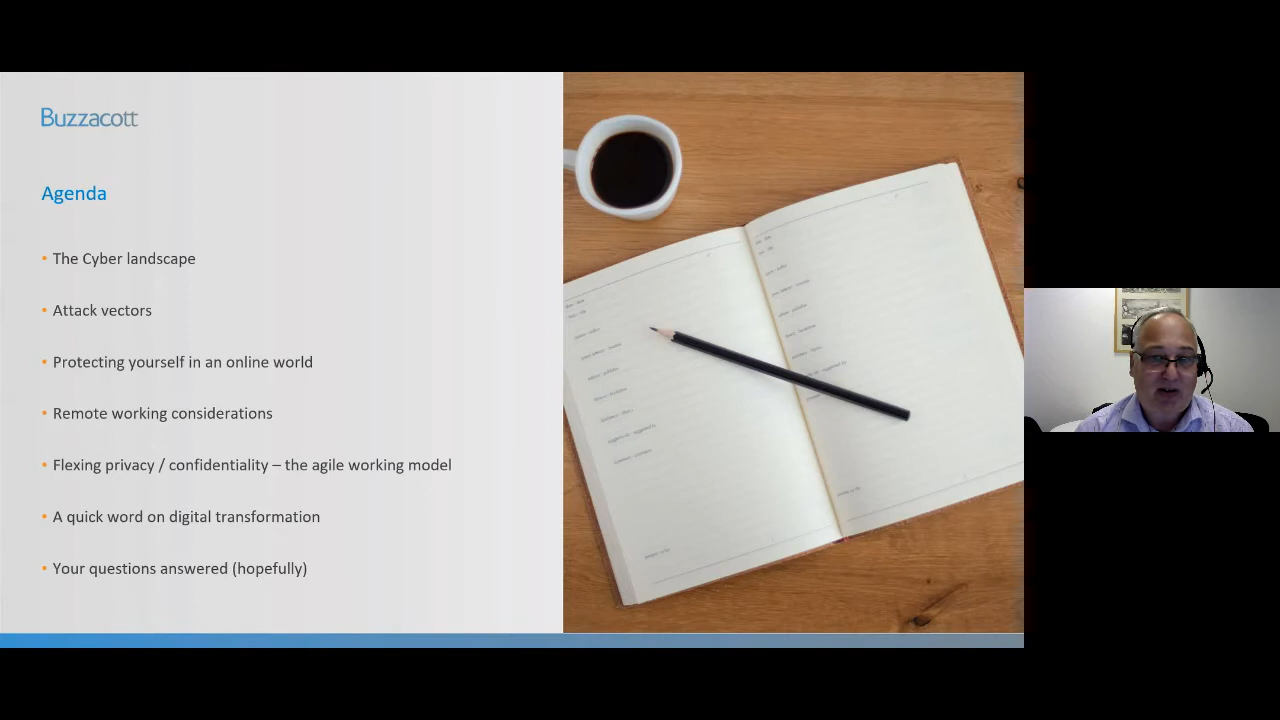 Buzzacott
Agenda
• The Cyber landscape
• Attack vectors
• Protecting yourself in an online world
• Remote working considerations
• Flexing privacy / confidentiality – the agile working model
• A quick word on digital transformation
• Your questions answered (hopefully)